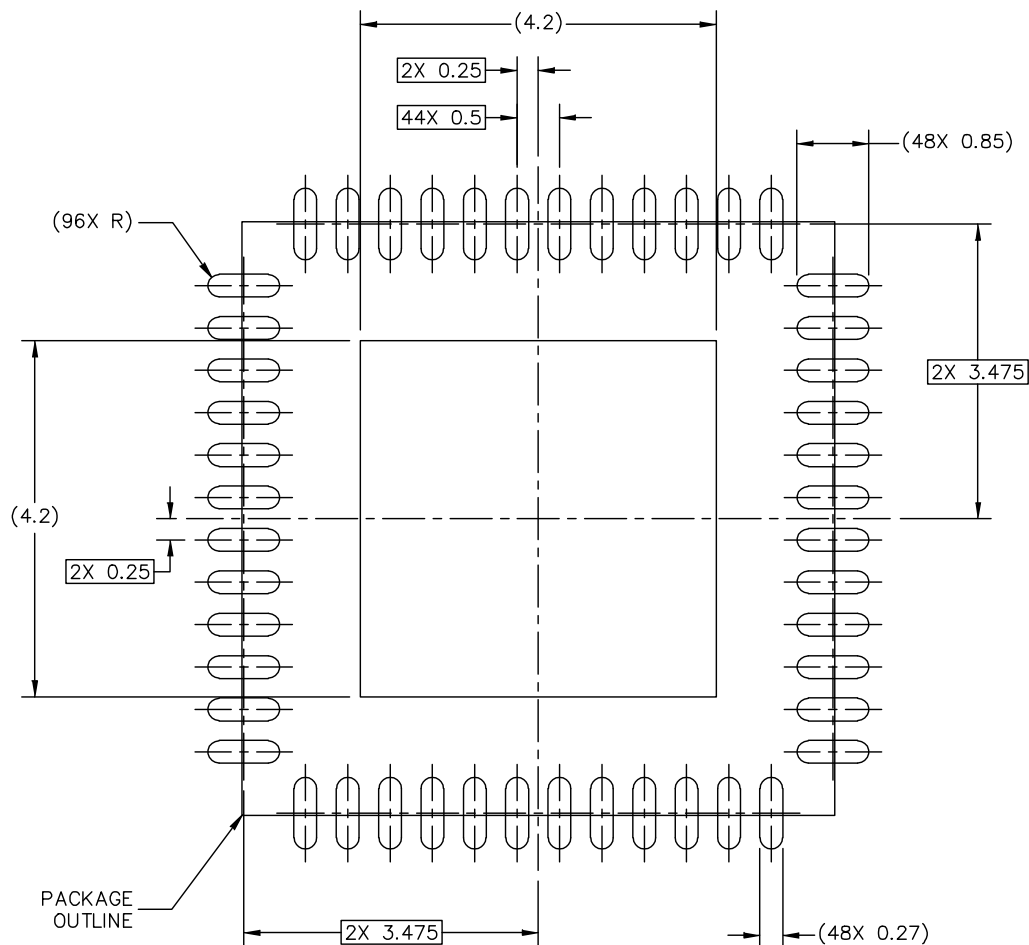 (4.2)
2X 0.25
44X 0.5
(48X 0.85)
(96X R)
2X 3.475
(4.2)
2X 0.25
PACKAGE
OUTLINE
2X 3.475
(48X 0.27)